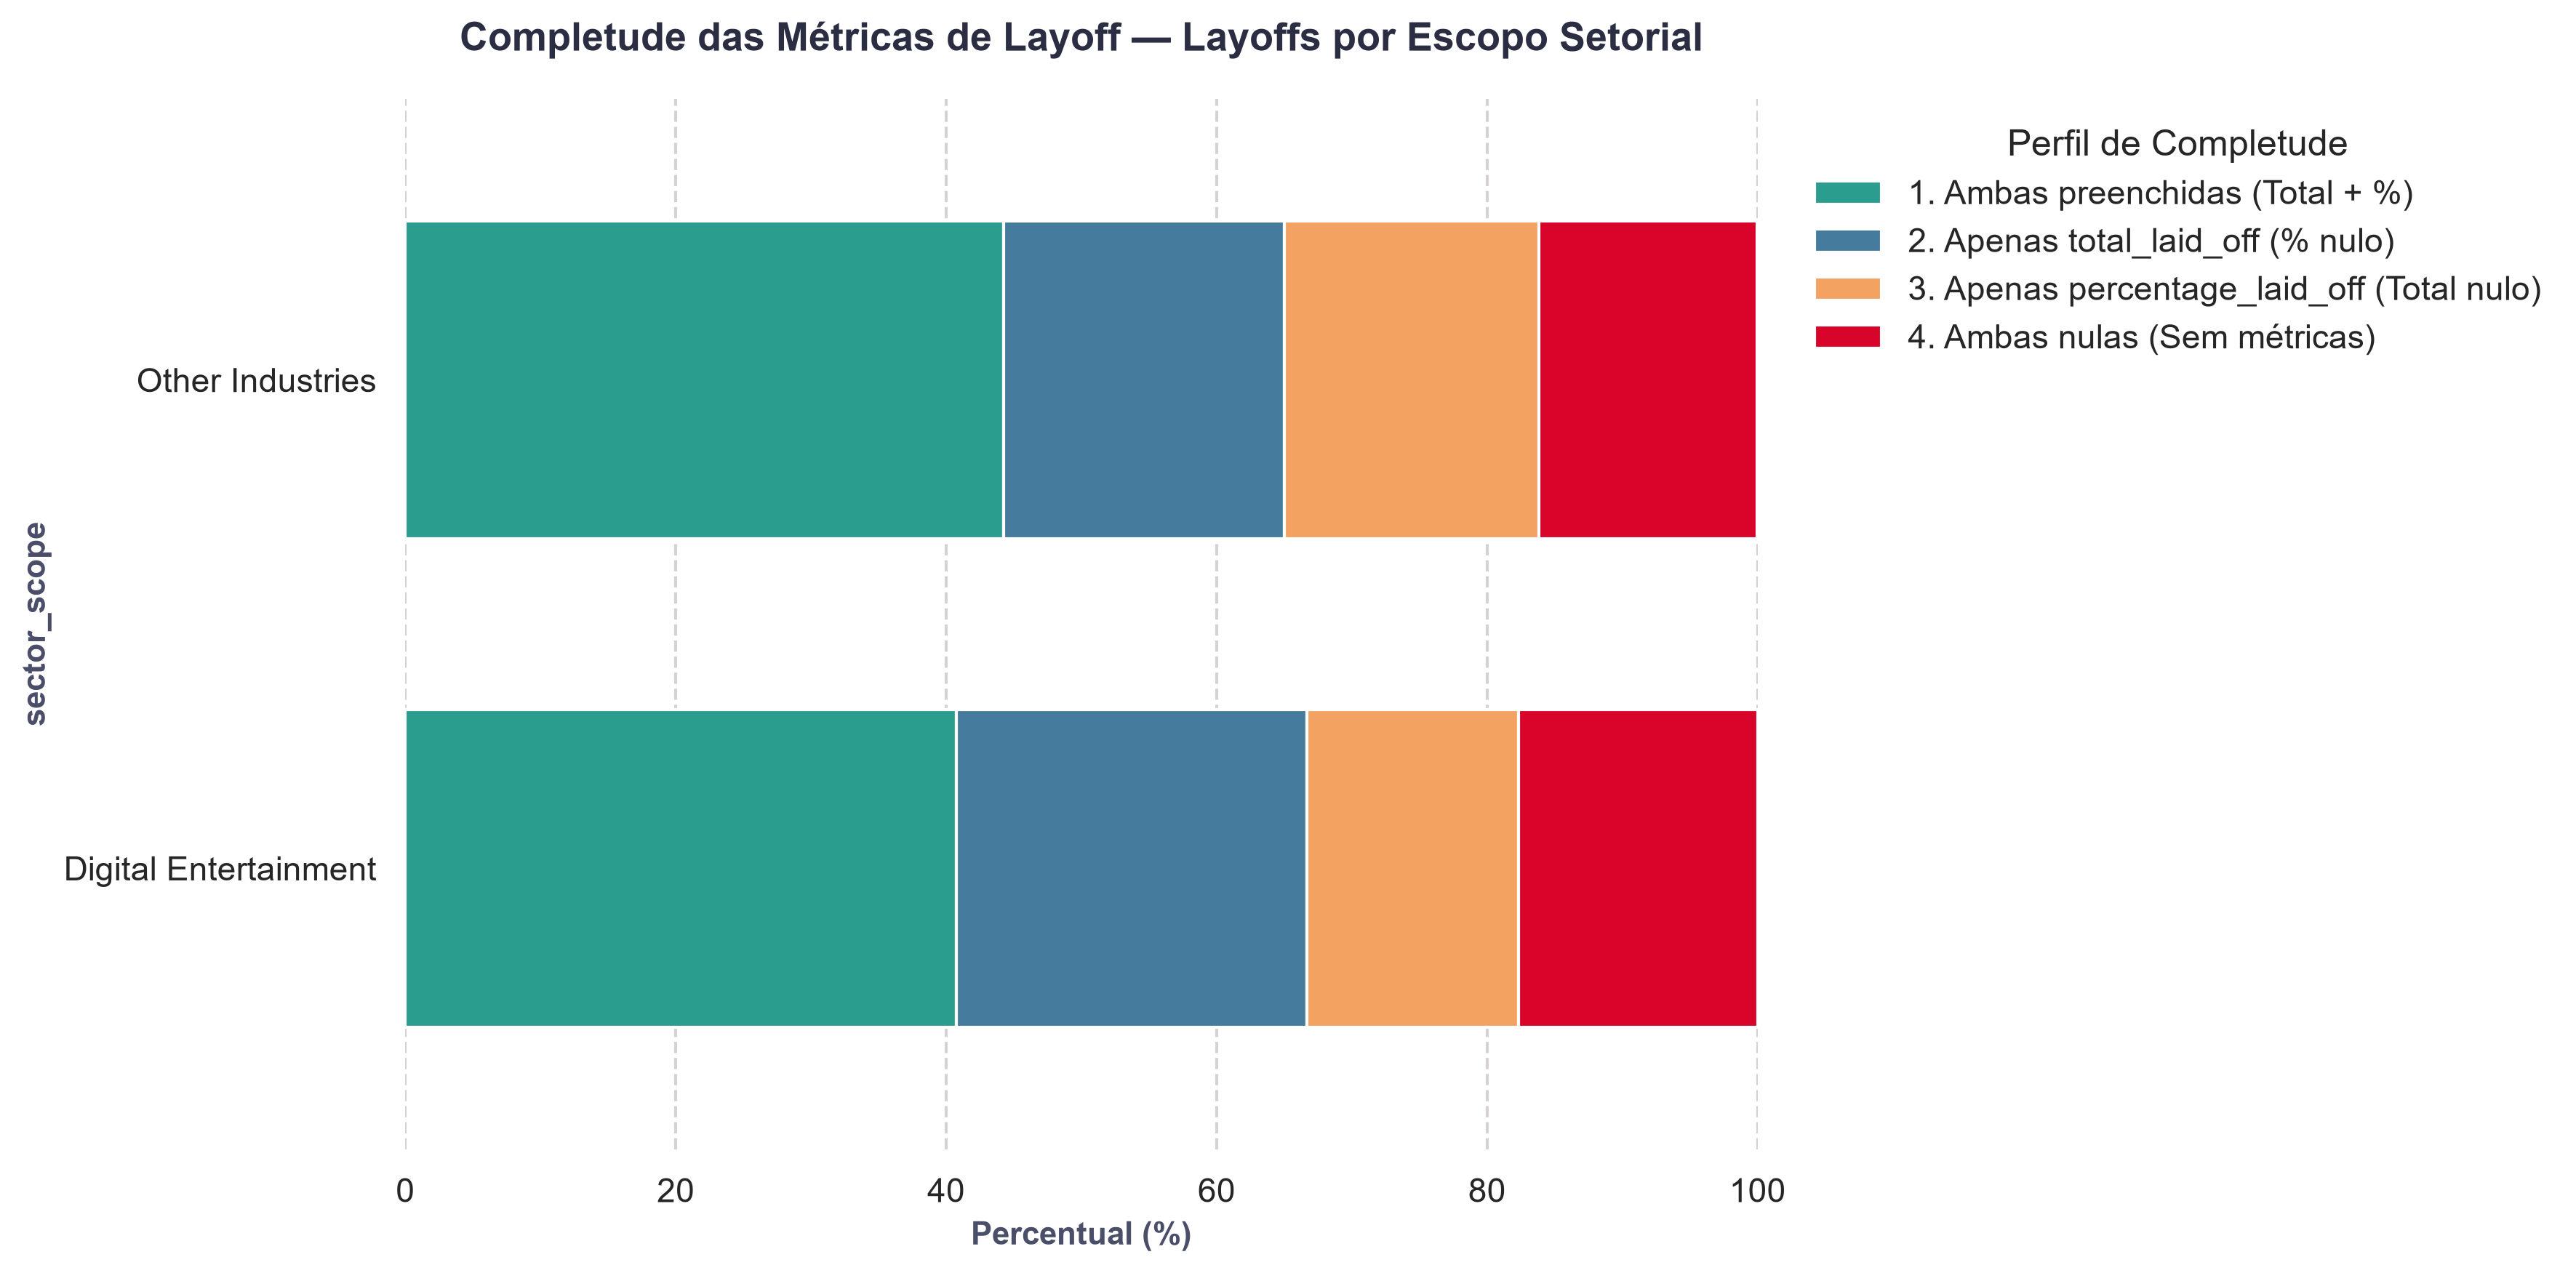 Completude das Métricas de Layoff — Layoffs por Escopo Setorial
Perfil de Completude
1. Ambas preenchidas (Total + %)
2. Apenas total_laid_off (% nulo)
3. Apenas percentage_laid_off (Total nulo)
4. Ambas nulas (Sem métricas)
sector_scope
Other Industries
Digital Entertainment
0 20 40 60 80 100
Percentual (%)